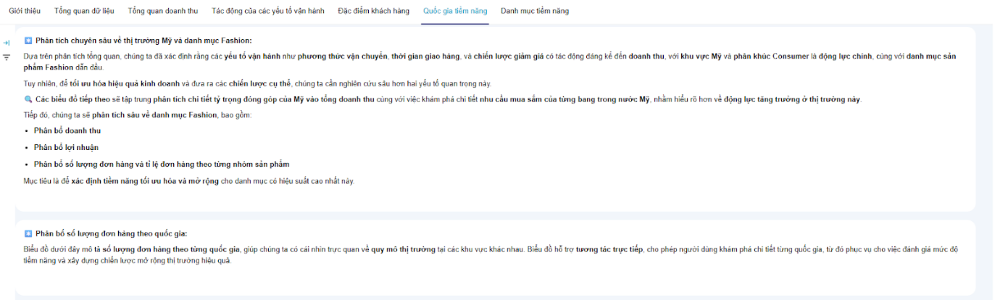 Giới thiệu Tổng quan dữ liệu Tổng quan doanh thu Tác động của các yếu tố vận hành Đặc điểm khách hàng Quốc gia tiềm năng Danh mục tiềm năng
Phân tích chuyên sâu về thị trường Mỹ và danh mục Fashion:
Dựa trên phân tích tổng quan, chúng ta đã xác định rằng các yếu tố vận hành như phương thức vận chuyển, thời gian giao hàng, và chiến lược giảm giá có tác động đáng kể đến doanh thu, với khu vực Mỹ và phân khúc Consumer là động lực chính, cùng với danh mục sản
phẩm Fashion dẫn đầu.
Tuy nhiên, để tối ưu hóa hiệu quả kinh doanh và đưa ra các chiến lược cụ thể, chúng ta cần nghiên cứu sâu hơn hai yếu tố quan trọng này.
Các biểu đồ tiếp theo sẽ tập trung phân tích chi tiết tỷ trọng đóng góp của Mỹ vào tổng doanh thu cùng với việc khám phá chi tiết nhu cầu mua sắm của từng bang trong nước Mỹ, nhằm hiểu rõ hơn về động lực tăng trưởng ở thị trường này.
Tiếp đó, chúng ta sẽ phân tích sâu về danh mục Fashion, bao gồm:
• Phân bố doanh thu
• Phân bố lợi nhuận
• Phân bổ số lượng đơn hàng và tỉ lệ đơn hàng theo từng nhóm sản phẩm
Mục tiêu là để xác định tiềm năng tối ưu hóa và mở rộng cho danh mục có hiệu suất cao nhất này.
Phân bố số lượng đơn hàng theo quốc gia:
Biểu đồ dưới đây mô tả số lượng đơn hàng theo từng quốc gia, giúp chúng ta có cái nhìn trực quan về quy mô thị trường tại các khu vực khác nhau. Biểu đồ hỗ trợ tương tác trực tiếp, cho phép người dùng khám phá chi tiết từng quốc gia, từ đó phục vụ cho việc đánh giá mức độ
tiềm năng và xây dựng chiến lược mở rộng thị trường hiệu quả.